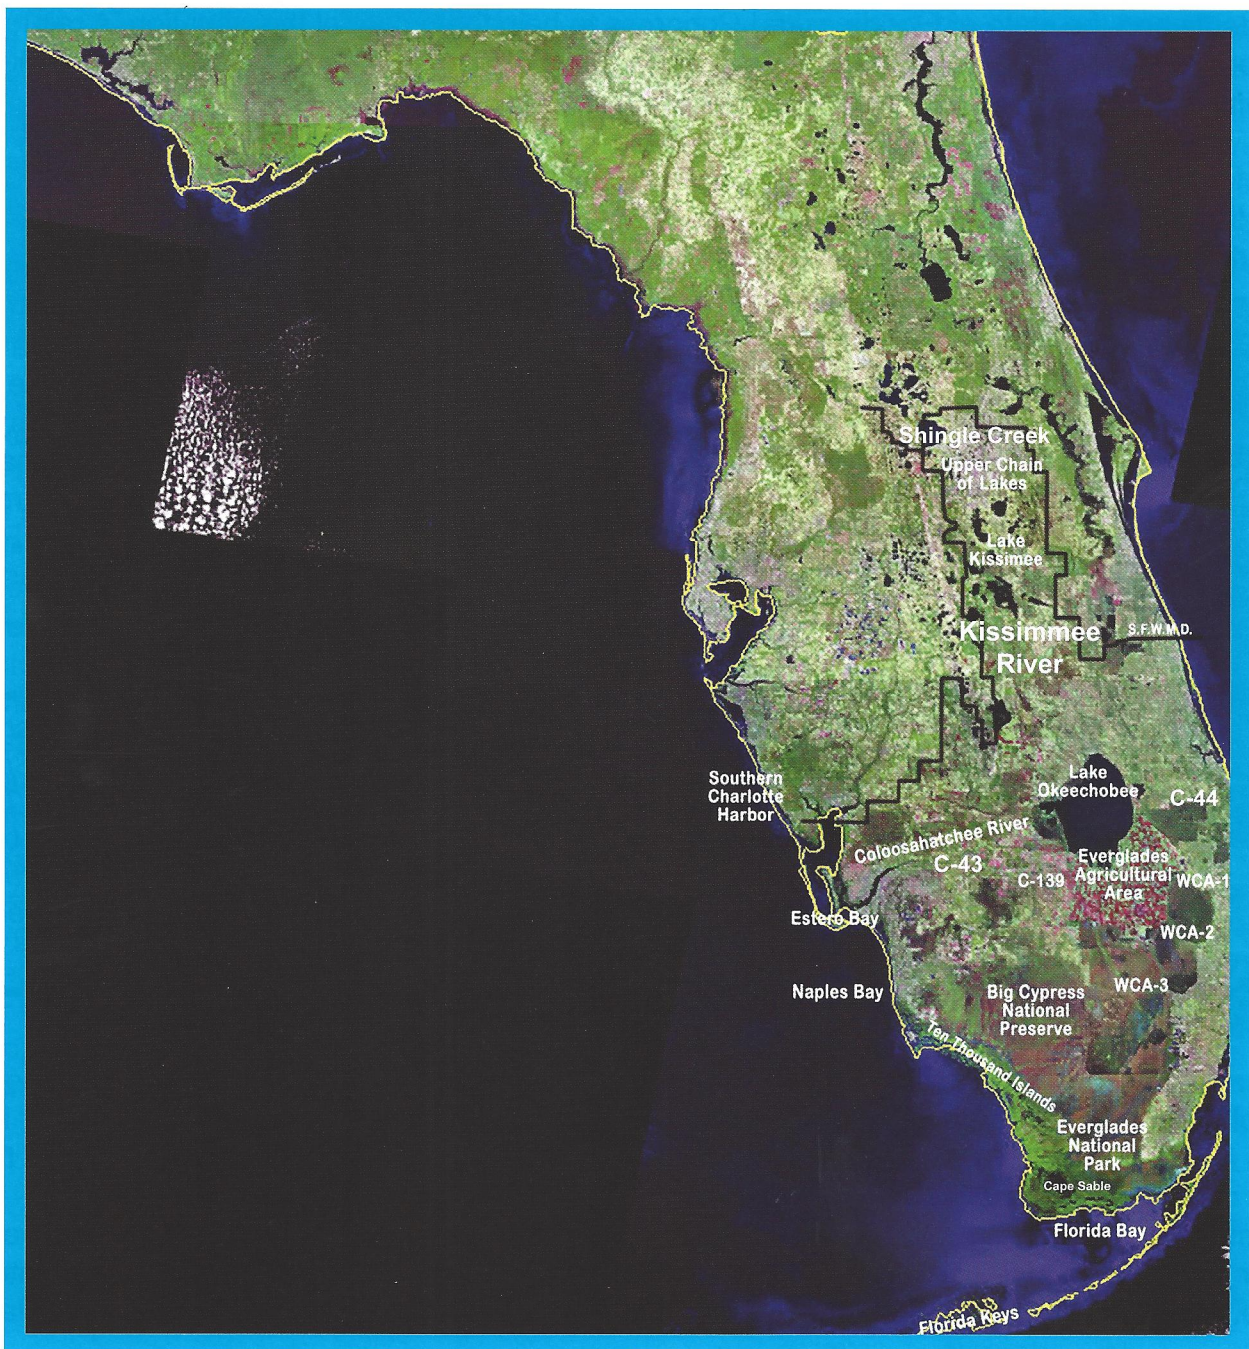 Shingle Creek
Upper Chain
of Lakes
Lake
Kissimee
Kissimmee
River
S.F.W.M.D.
Southern
Charlotte
Harbor
Lake
Okeechobee
C-44
Coloosahatchee River
C-43
C-139
Everglades
Agricultural
Area
WCA-1
Estero Bay
WCA-2
Naples Bay
Big Cypress
National
Preserve
WCA-3
Ten Thousand Islands
Everglades
National
Park
Cape Sable
Florida Bay
Florida Keys